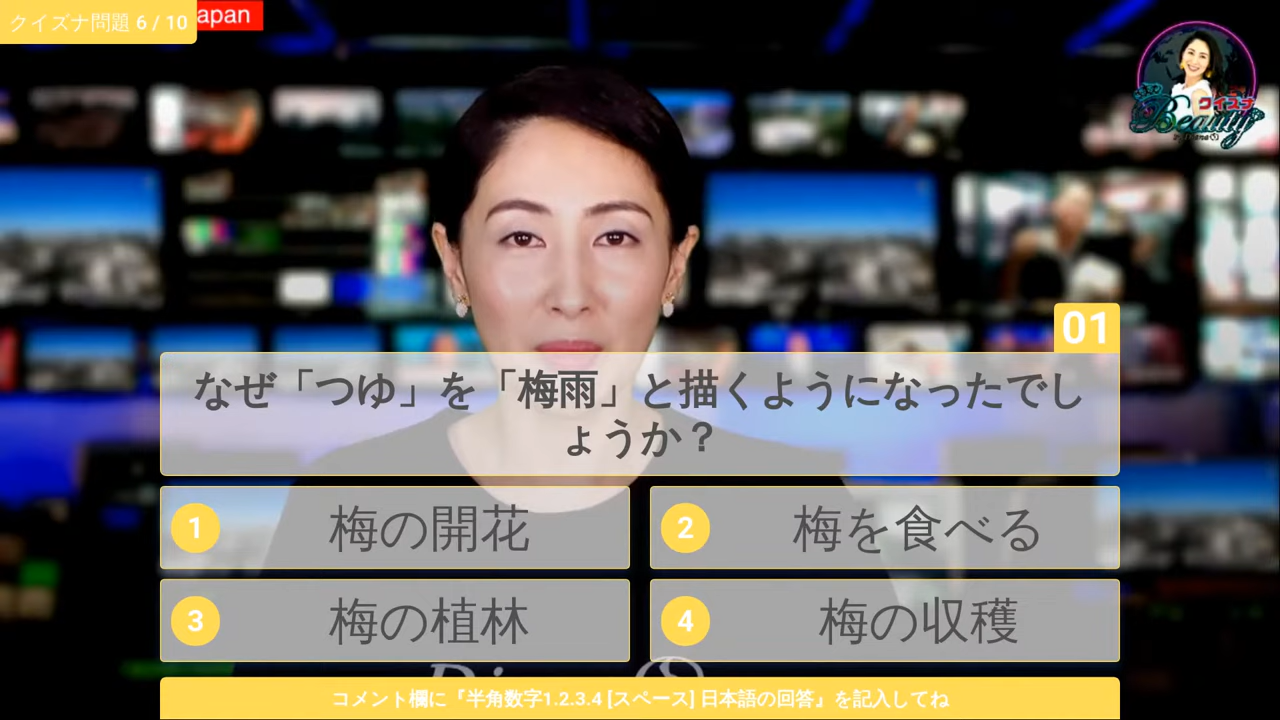 クイズナ問題 6 / 10
apan
クイズナ
Beauty
01
なぜ「つゆ」を「梅雨」と描くようになったでし
ょうか？
1 梅の開花
2 梅を食べる
3 梅の植林
4 梅の収穫
コメント欄に『半角数字1.2.3.4 [スペース] 日本語の回答』を記入してね